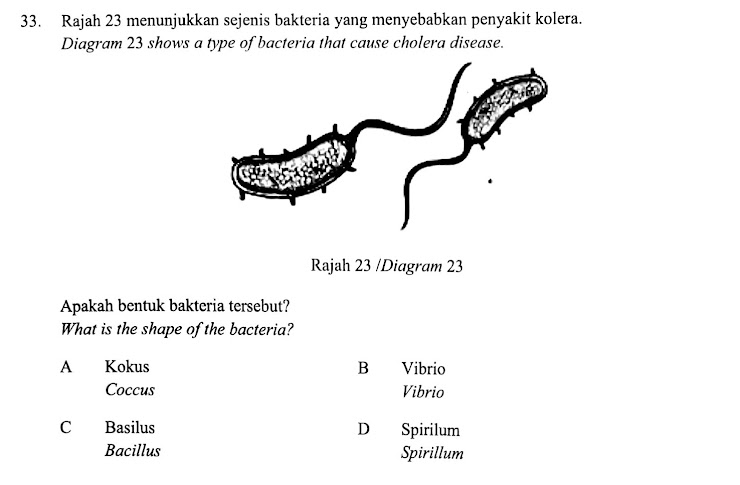 33. Rajah 23 menunjukkan sejenis bakteria yang menyebabkan penyakit kolera.
Diagram 23 shows a type of bacteria that cause cholera disease.
Rajah 23 /Diagram 23
Apakah bentuk bakteria tersebut?
What is the shape of the bacteria?
A Kokus
Coccus
B Vibrio
Vibrio
C Basilus
Bacillus
D Spirilum
Spirillum